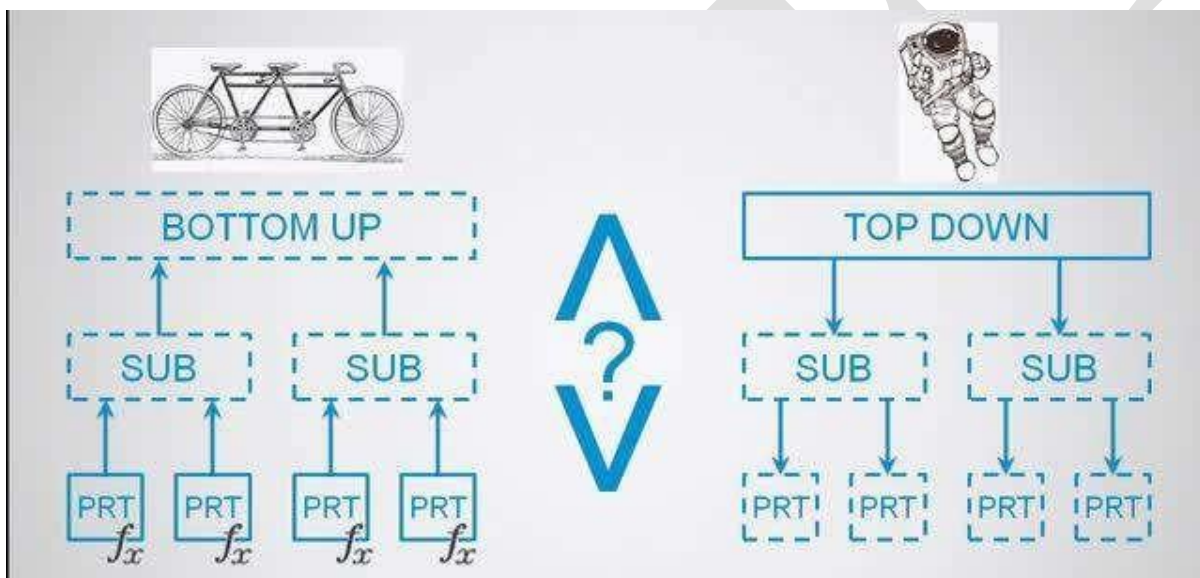 BOTTOM UP
TOP DOWN
SUB SUB
?
SUB SUB
PRT PRT PRT PRT
fx fx fx fx
PRT PRT PRT PRT